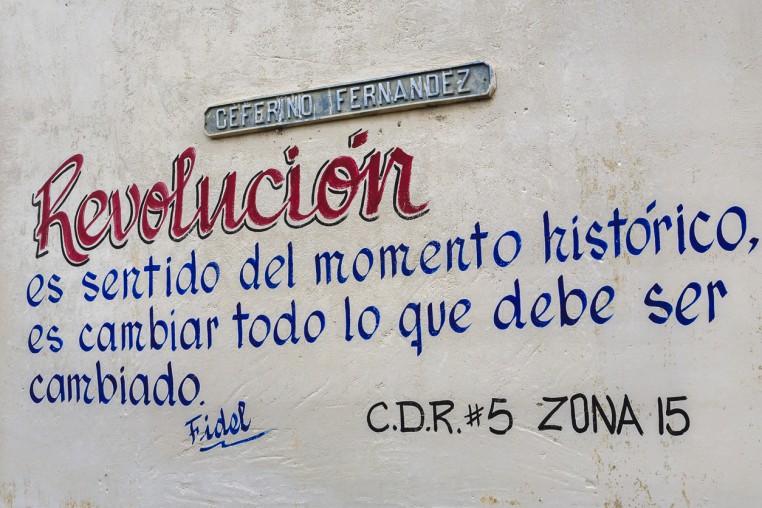 CEFERINO FERNANDEZ
Revolución
es sentido del momento histórico,
es cambiar todo lo que debe ser
cambiado.
Fidel
C.D.R. #5 ZONA 15